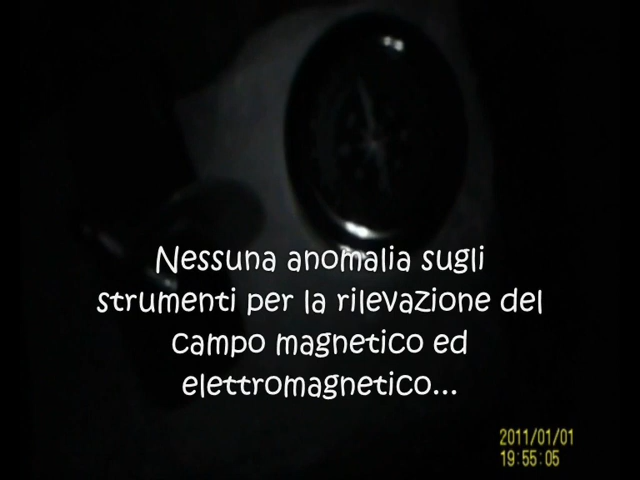 Nessuna anomalia sugli
strumenti per la rilevazione del
campo magnetico ed
elettromagnetico...
2011/01/01
19:55:05